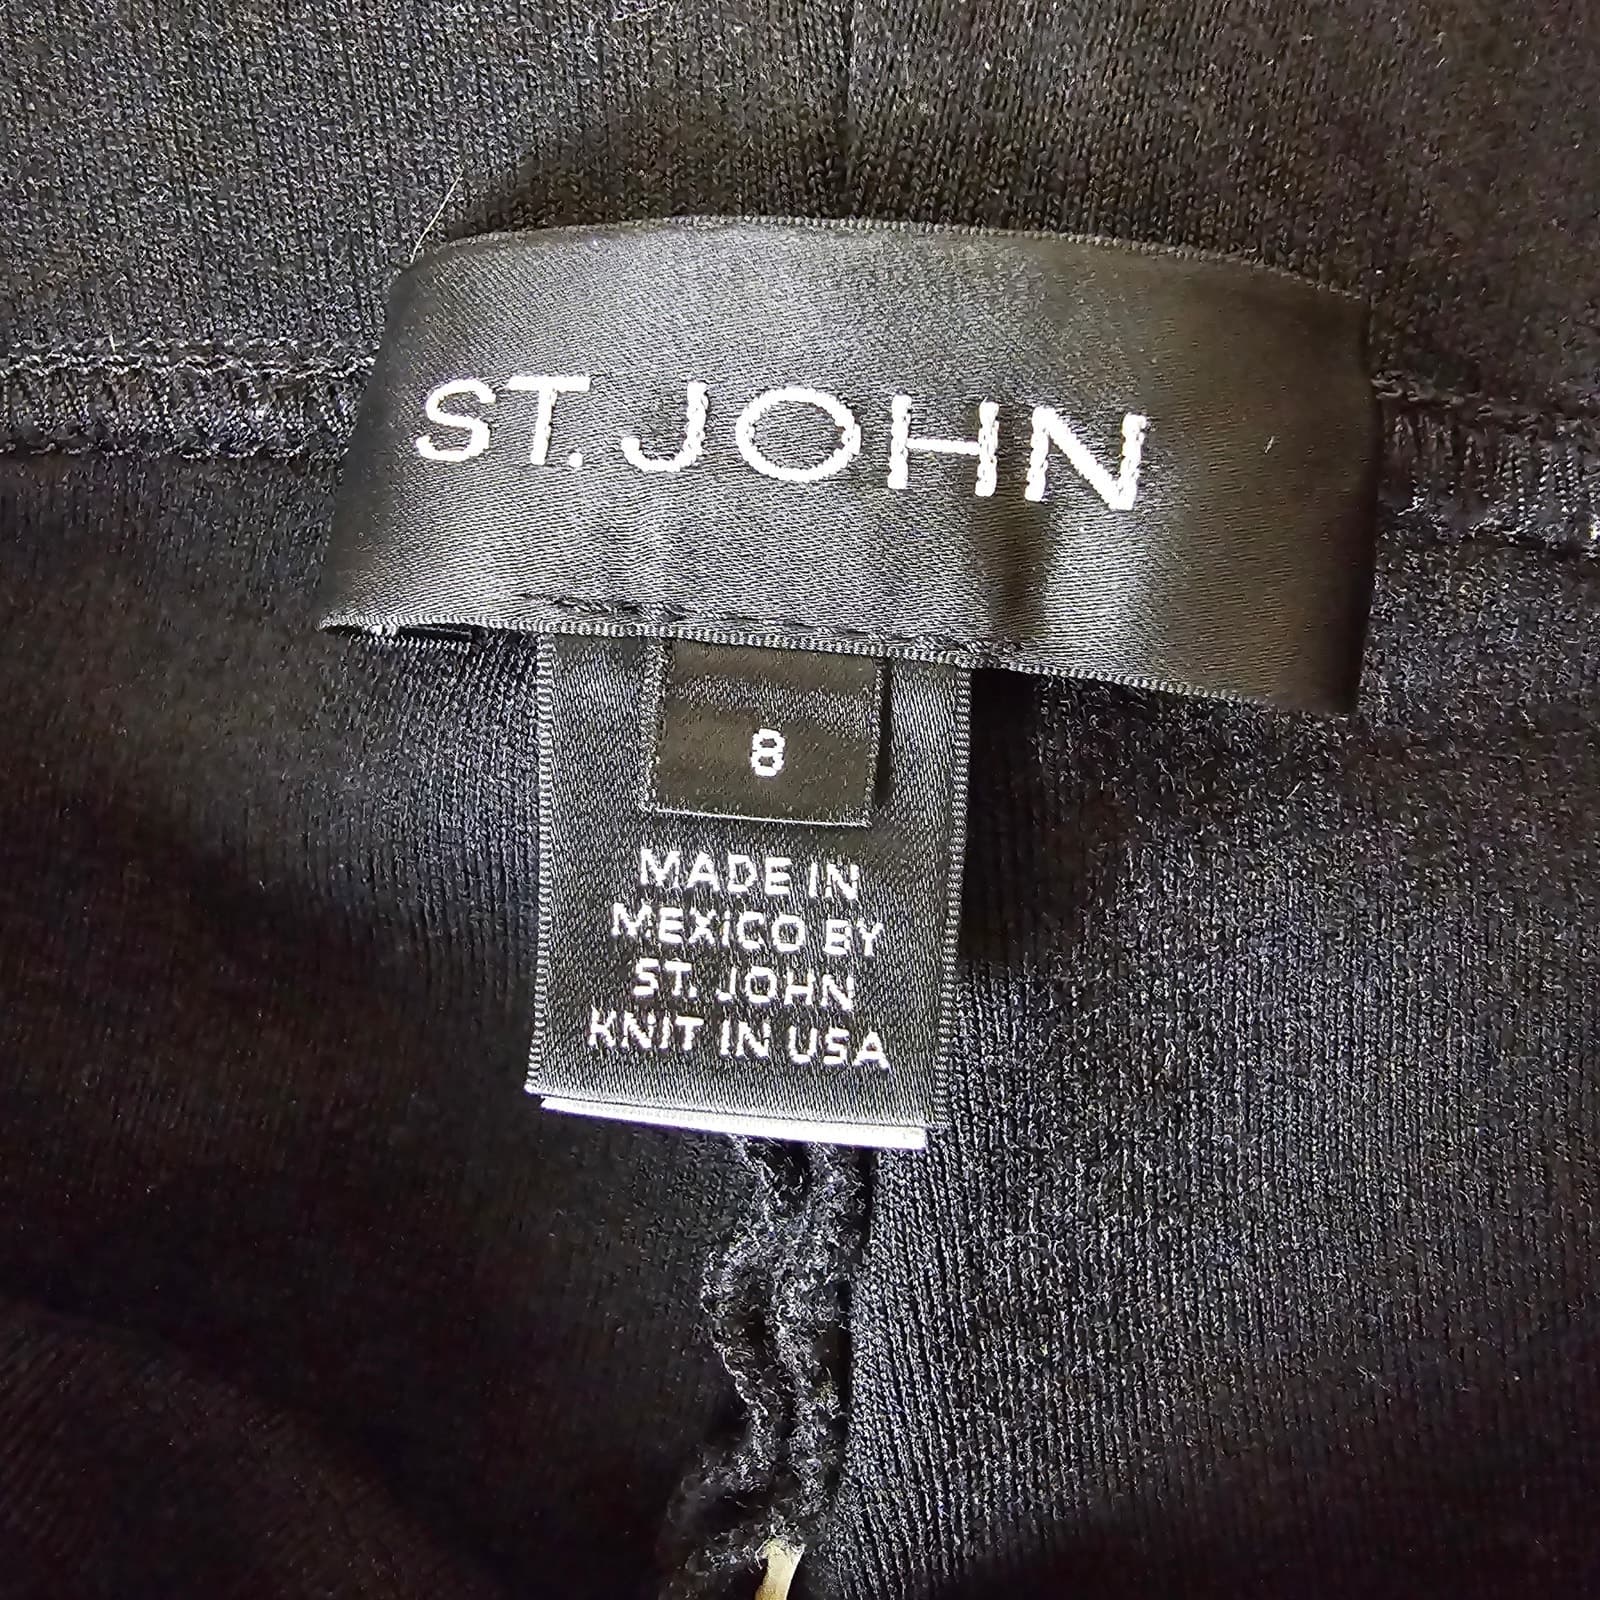 ST. JOHN
8
MADE IN
MEXICO BY
ST. JOHN
KNIT IN USA